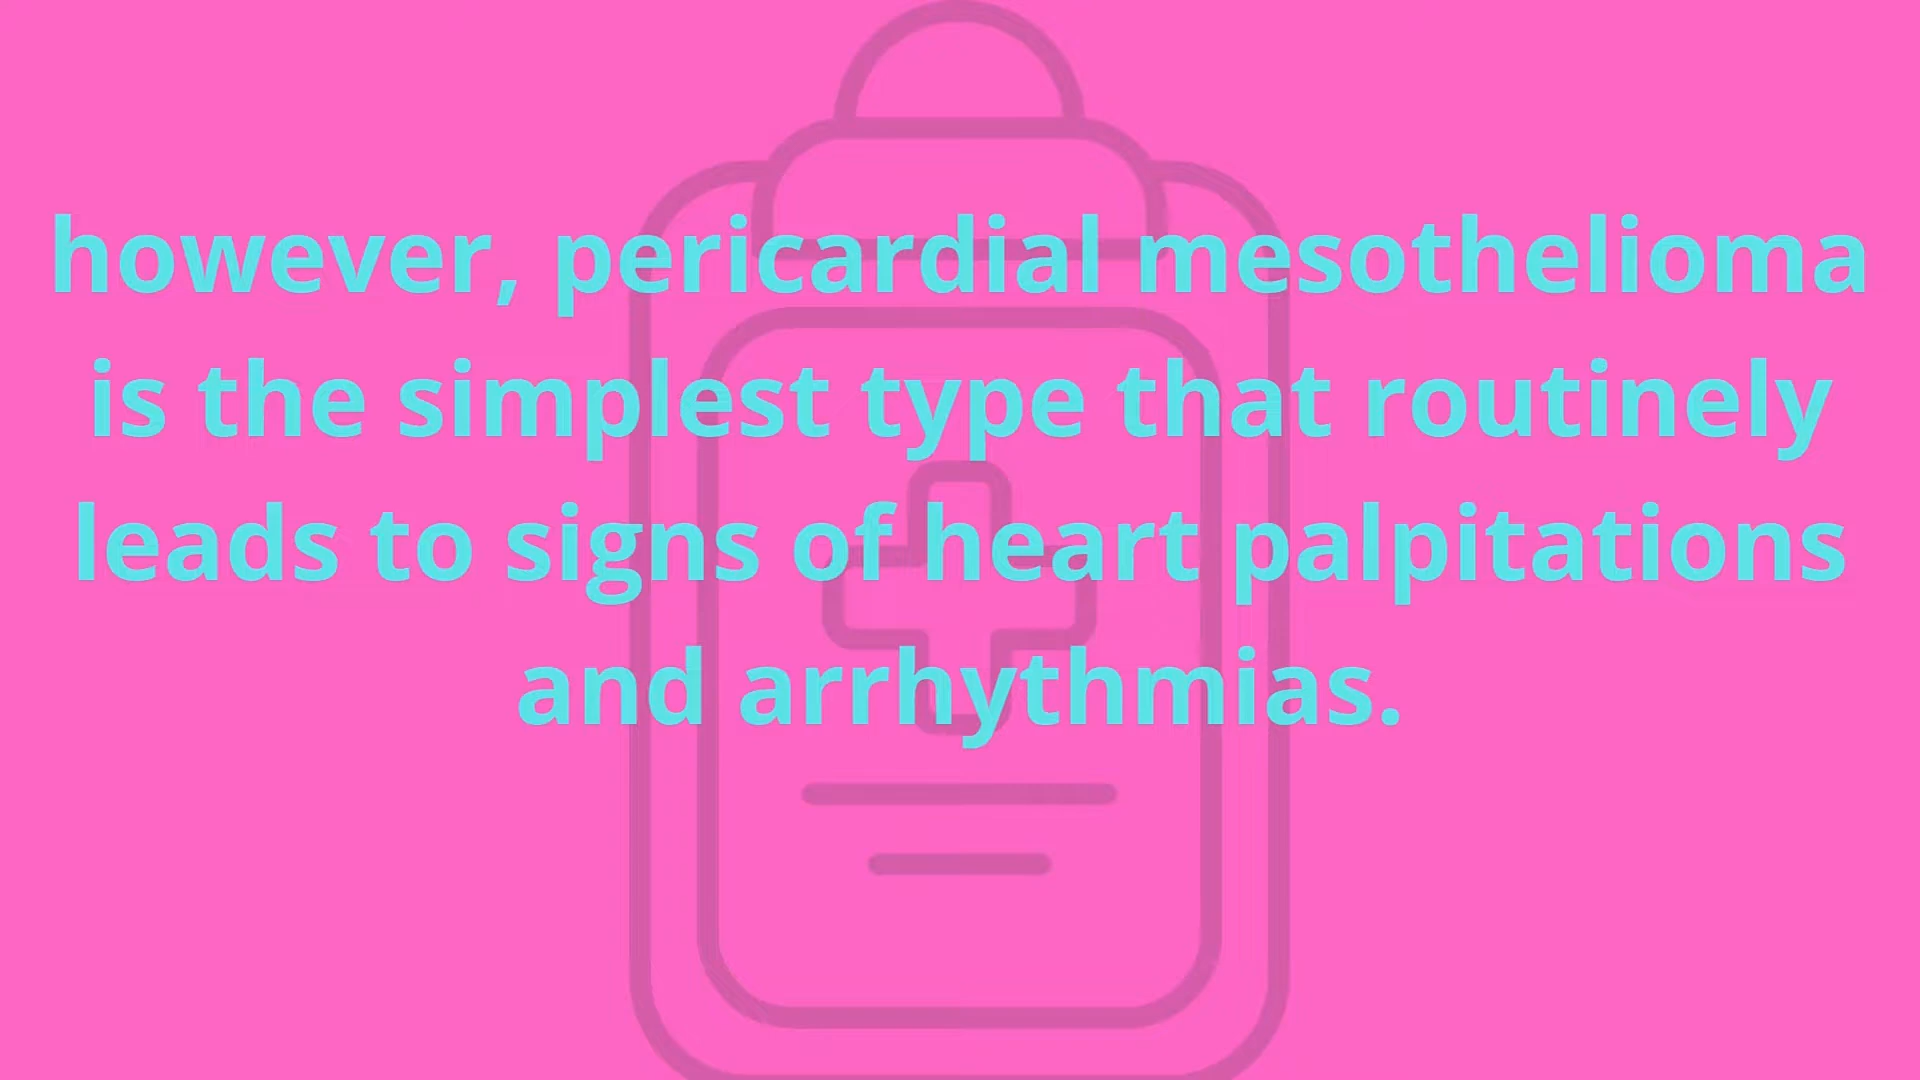 however, pericardial mesothelioma
is the simplest type that routinely
leads to signs of heart palpitations
and arrhythmias.